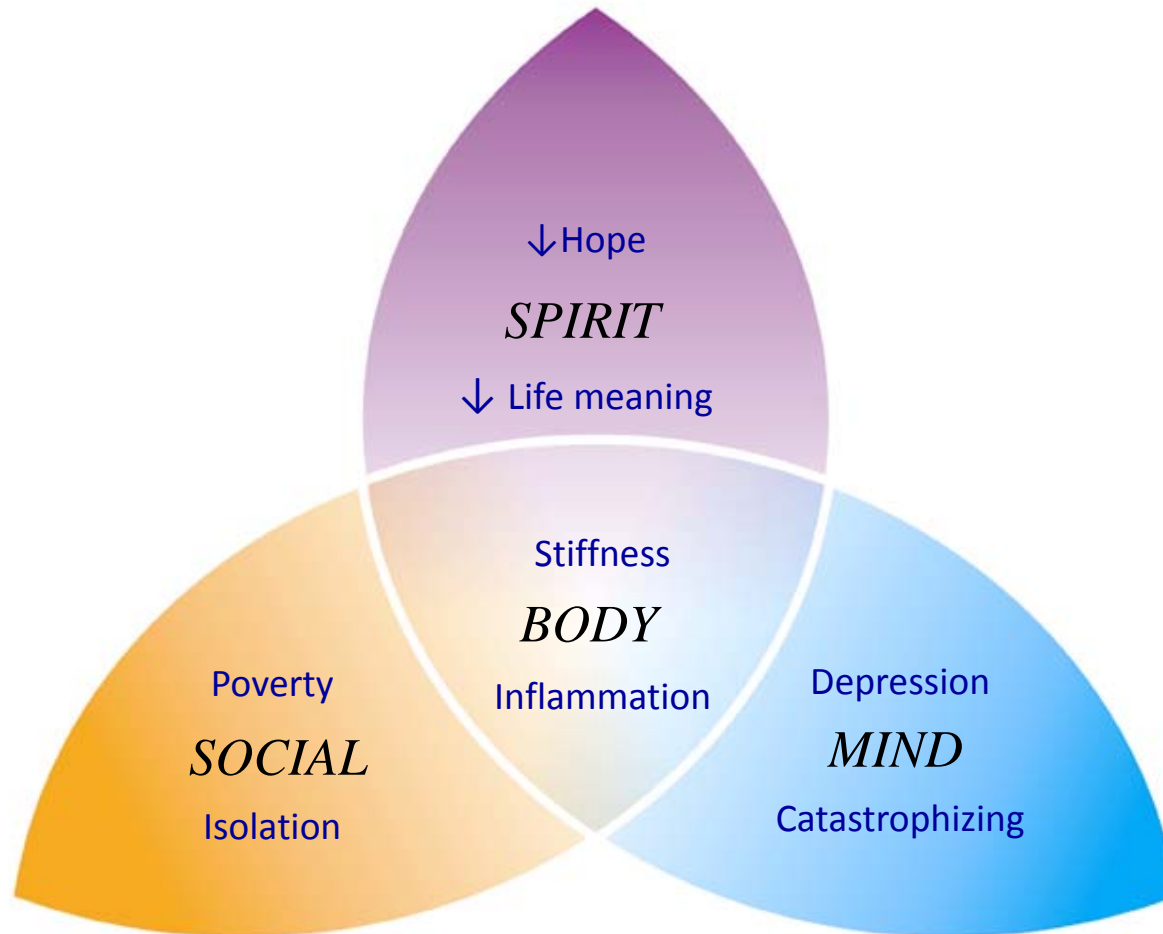 ↓Hope
SPIRIT
↓ Life meaning
Stiffness
BODY
Inflammation
Poverty
SOCIAL
Isolation
Depression
MIND
Catastrophizing